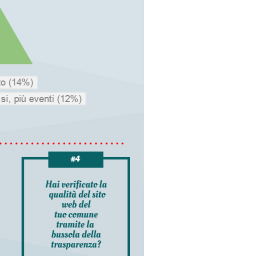 (14%)
si, più eventi (12%)
#4
Hai verificato la
qualità del sito
web del
tuo comune
tramite la
bussola della
trasparenza?